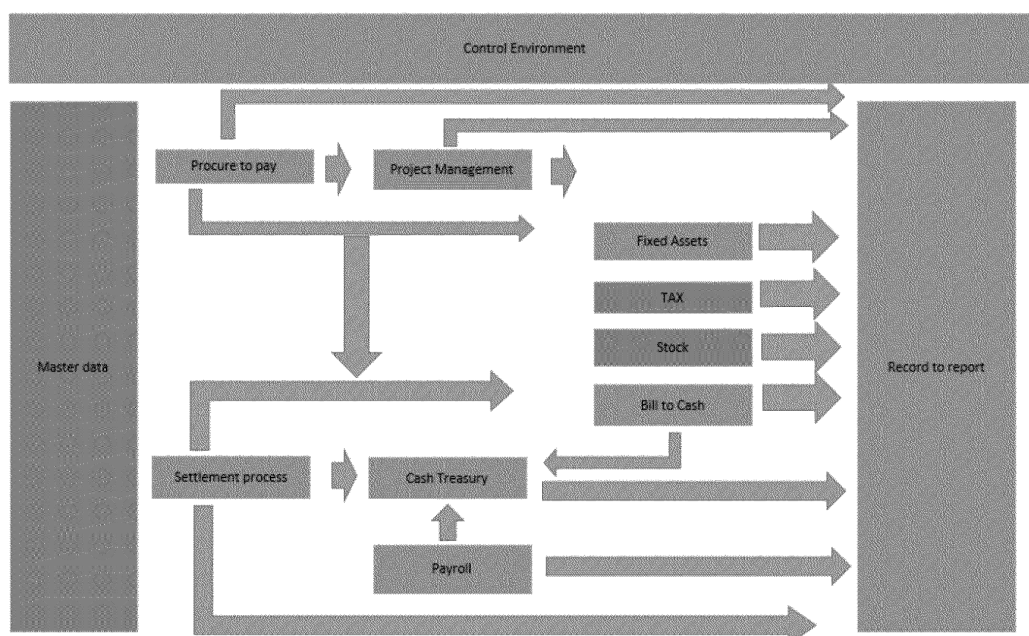 Control Environment
Procure to pay
Project Management
Fixed Assets
TAX
Stock
Master data
Record to report
Bill to Cash
Settlement process
Cash Treasury
Payroll